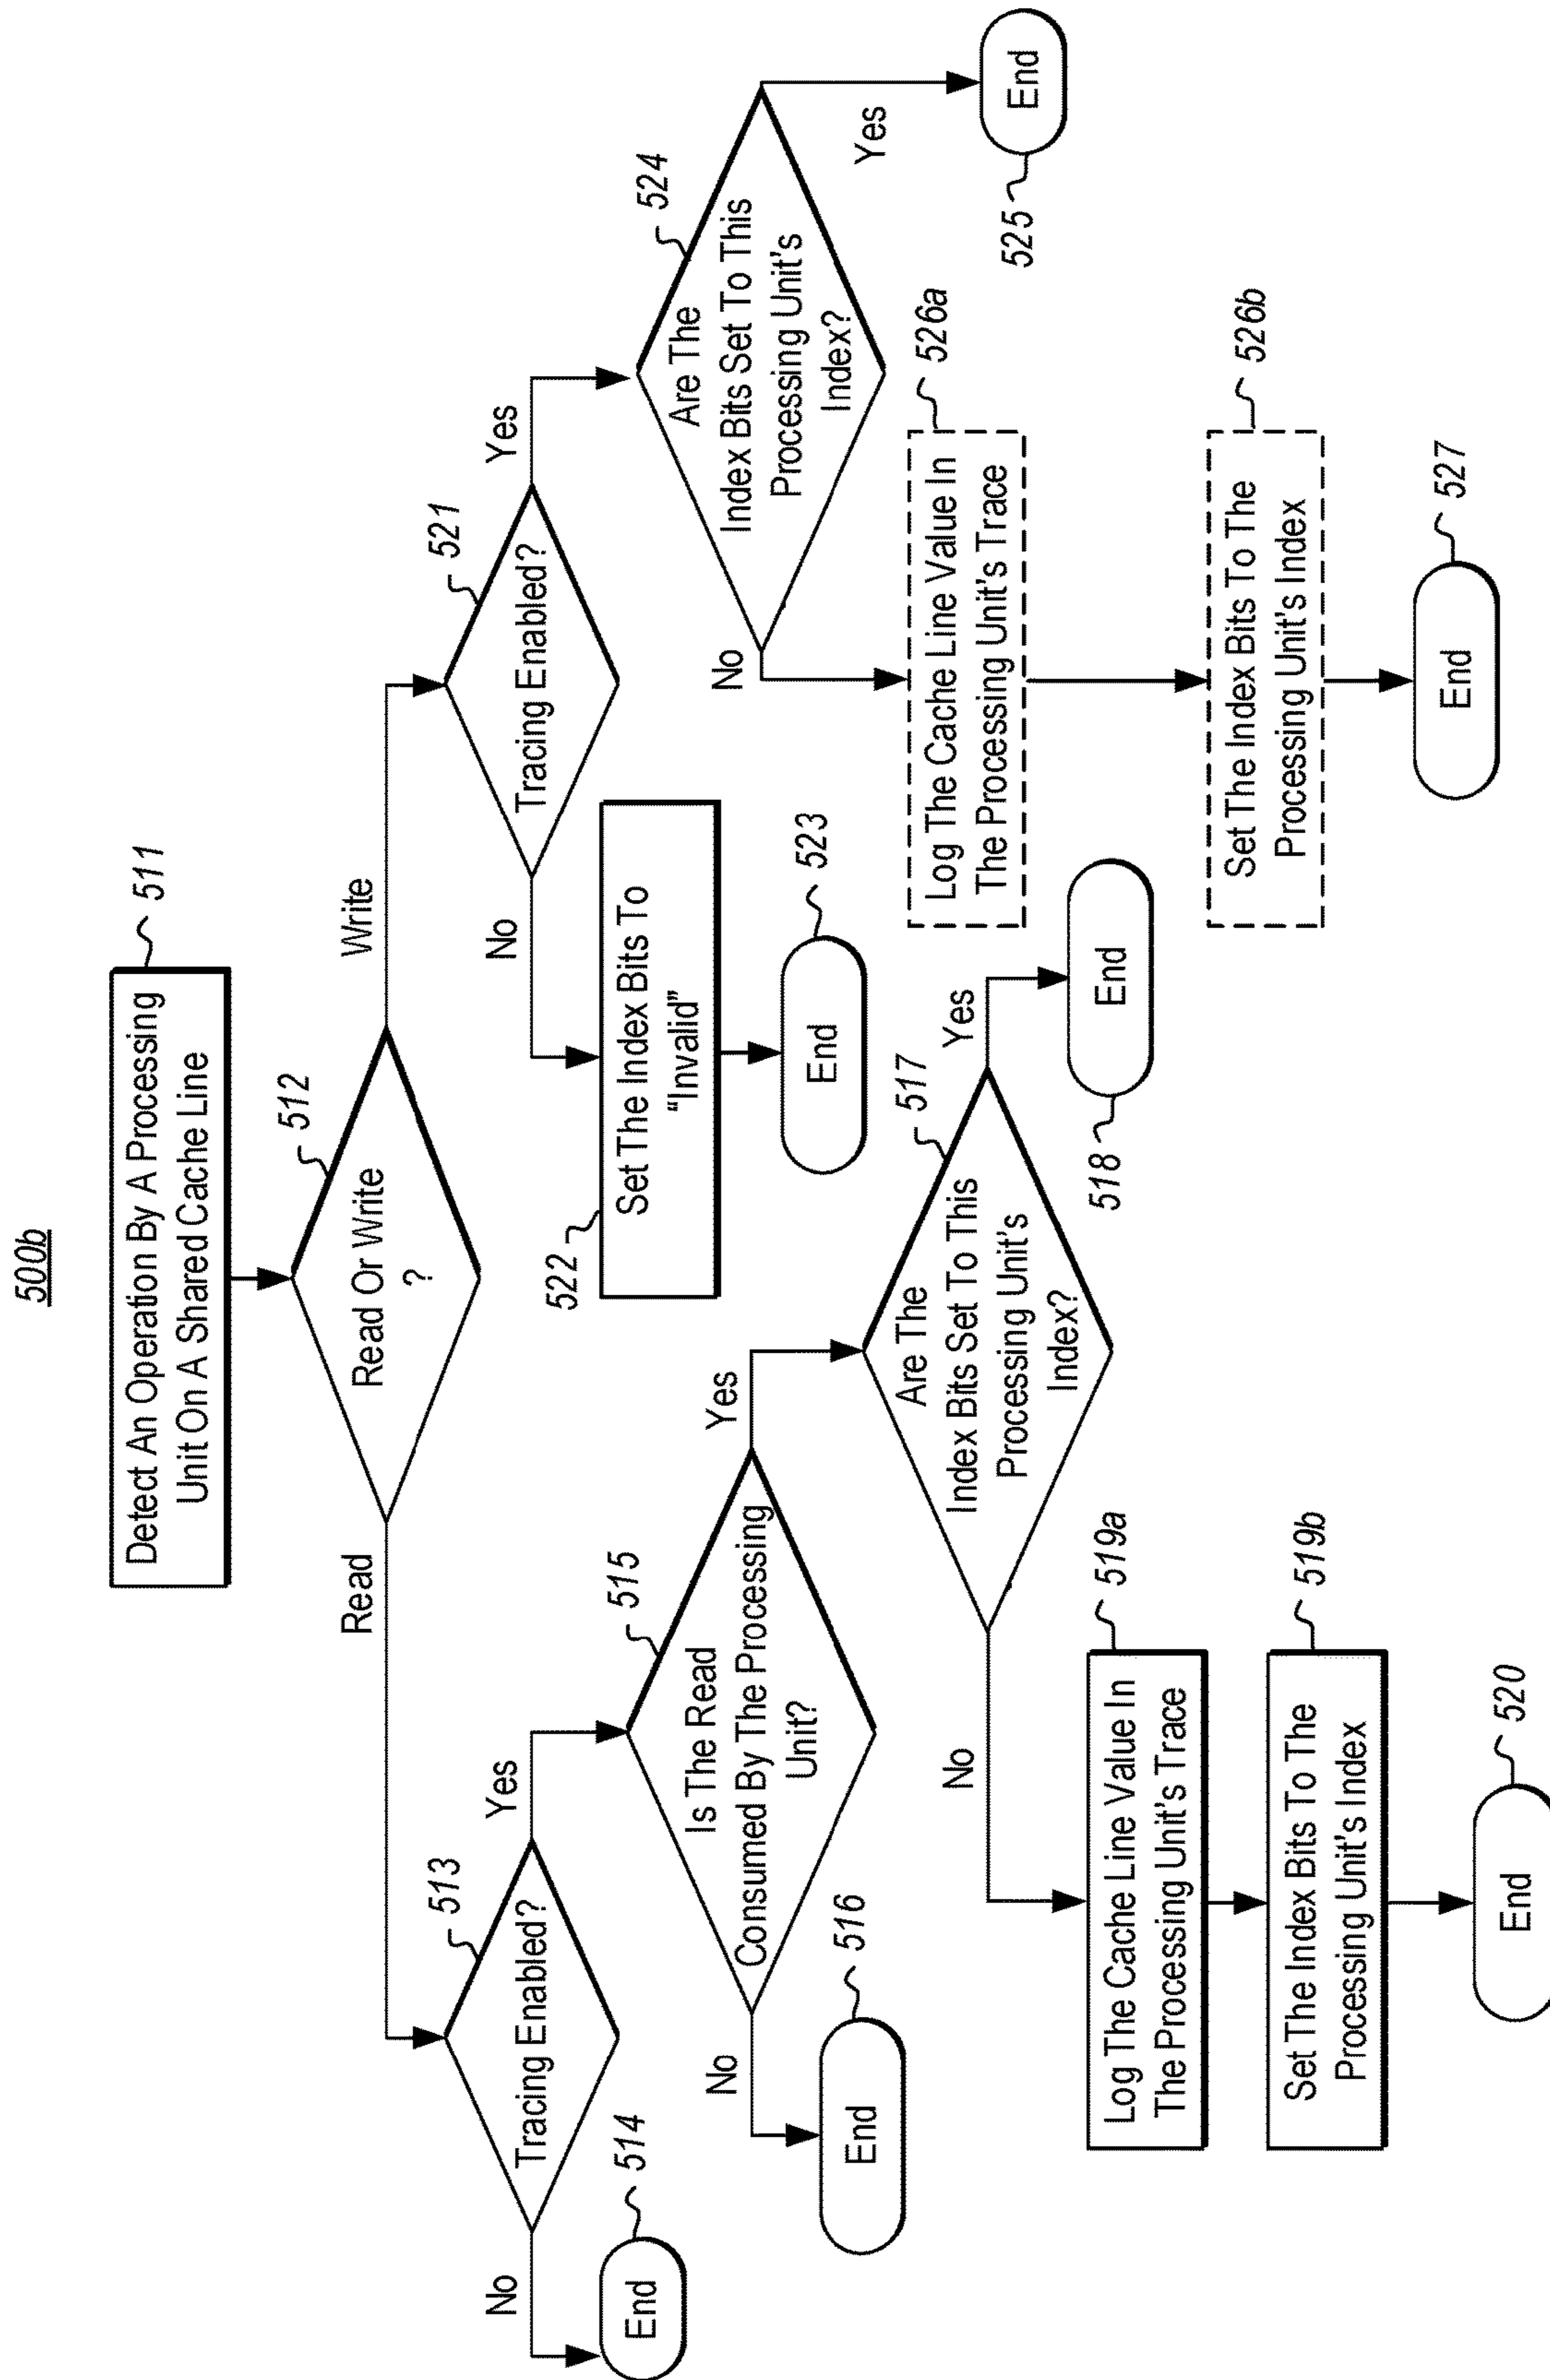 500b
Detect An Operation By A Processing
Unit On A Shared Cache Line
511
Read Or Write
?
512
Read
Write
Tracing Enabled?
513
No
Yes
End
514
Is The Read
Consumed By The Processing
Unit?
515
No
Yes
End
516
Are The
Index Bits Set To This
Processing Unit's
Index?
517
No
Yes
End
518
Log The Cache Line Value In
The Processing Unit's Trace
519a
Set The Index Bits To The
Processing Unit's Index
519b
End
520
Tracing Enabled?
521
No
Yes
Set The Index Bits To
"Invalid"
522
End
523
Are The
Index Bits Set To This
Processing Unit's
Index?
524
No
Yes
End
525
Log The Cache Line Value In
The Processing Unit's Trace
526a
Set The Index Bits To The
Processing Unit's Index
526b
End
527